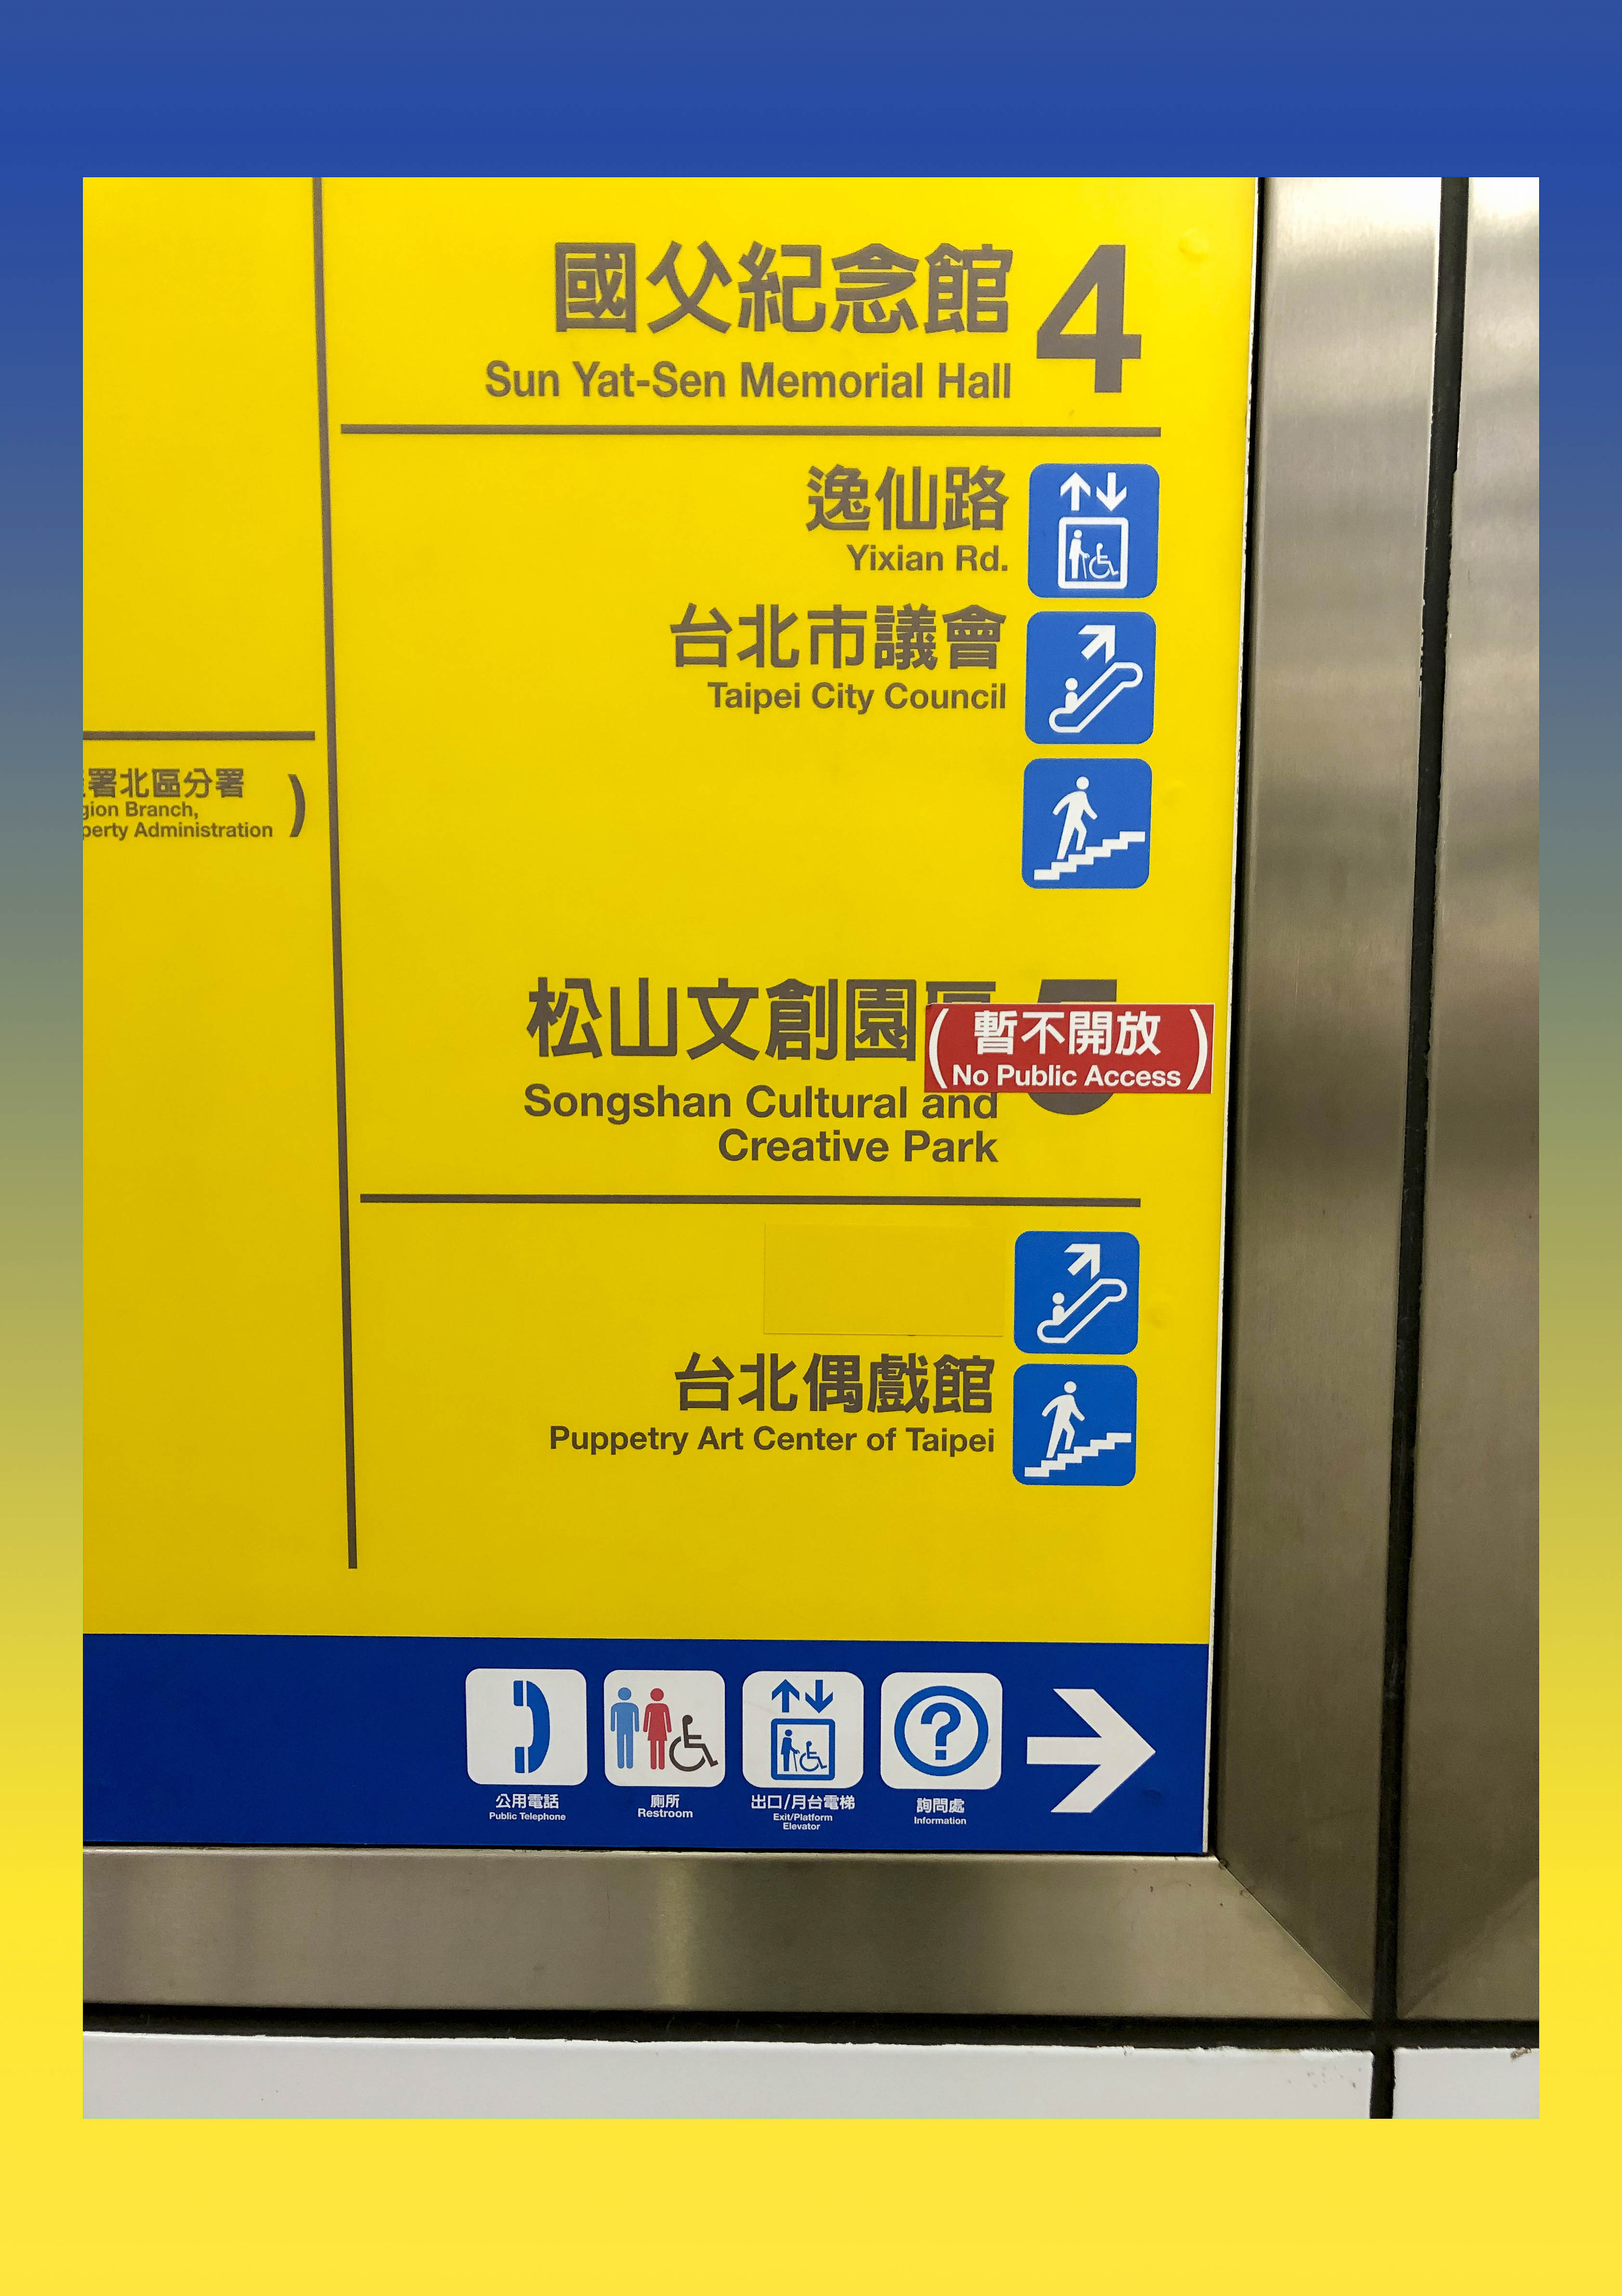 國父紀念館 4
Sun Yat-Sen Memorial Hall
逸仙路
Yixian Rd.
台北市議會
Taipei City Council
署北區分署 )
gion Branch,
perty Administration
松山文創園
(暫不開放)
(No Public Access)
Songshan Cultural and
Creative Park
台北偶戲館
Puppetry Art Center of Taipei
公用電話
Public Telephone
廁所
Restroom
出口/月台電梯
Exit/Platform
Elevator
詢問處
Information